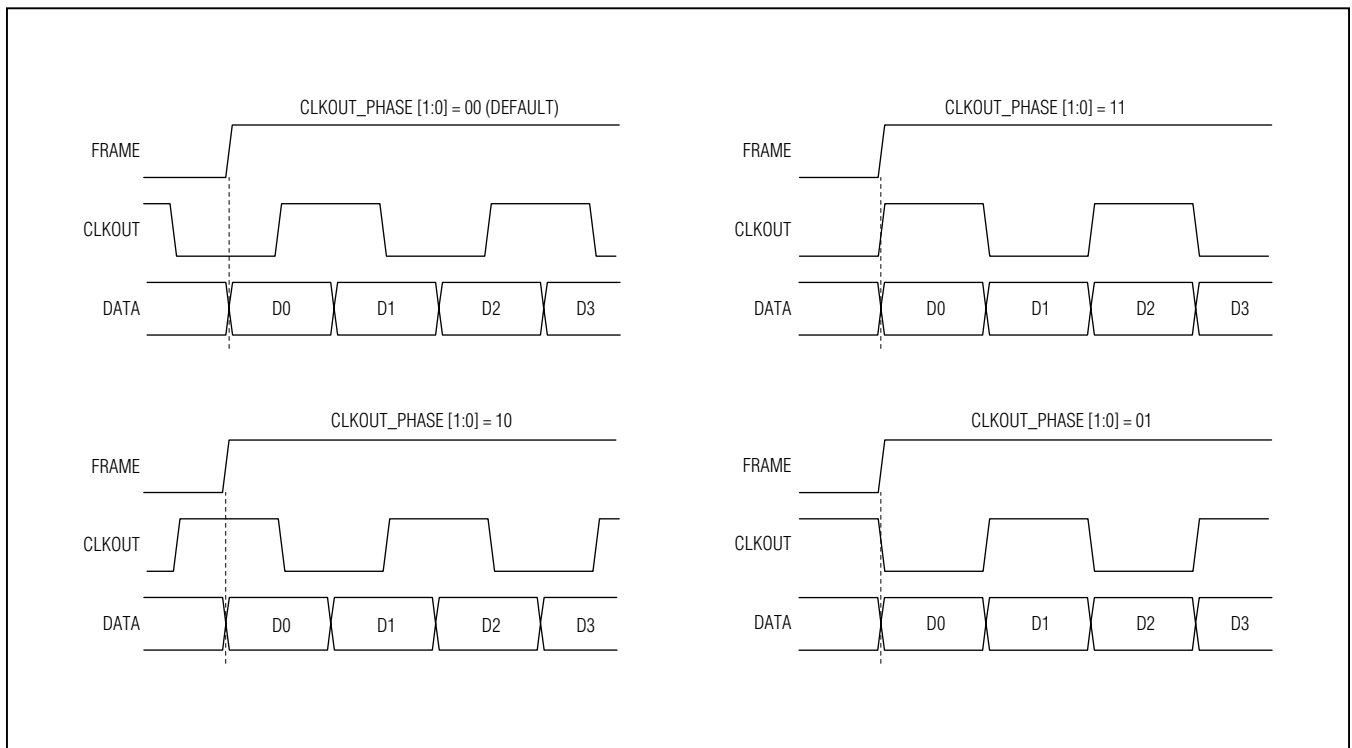 CLKOUT_PHASE [1:0] = 00 (DEFAULT)
FRAME
CLKOUT
DATA D0 D1 D2 D3
CLKOUT_PHASE [1:0] = 11
FRAME
CLKOUT
DATA D0 D1 D2 D3
CLKOUT_PHASE [1:0] = 10
FRAME
CLKOUT
DATA D0 D1 D2 D3
CLKOUT_PHASE [1:0] = 01
FRAME
CLKOUT
DATA D0 D1 D2 D3